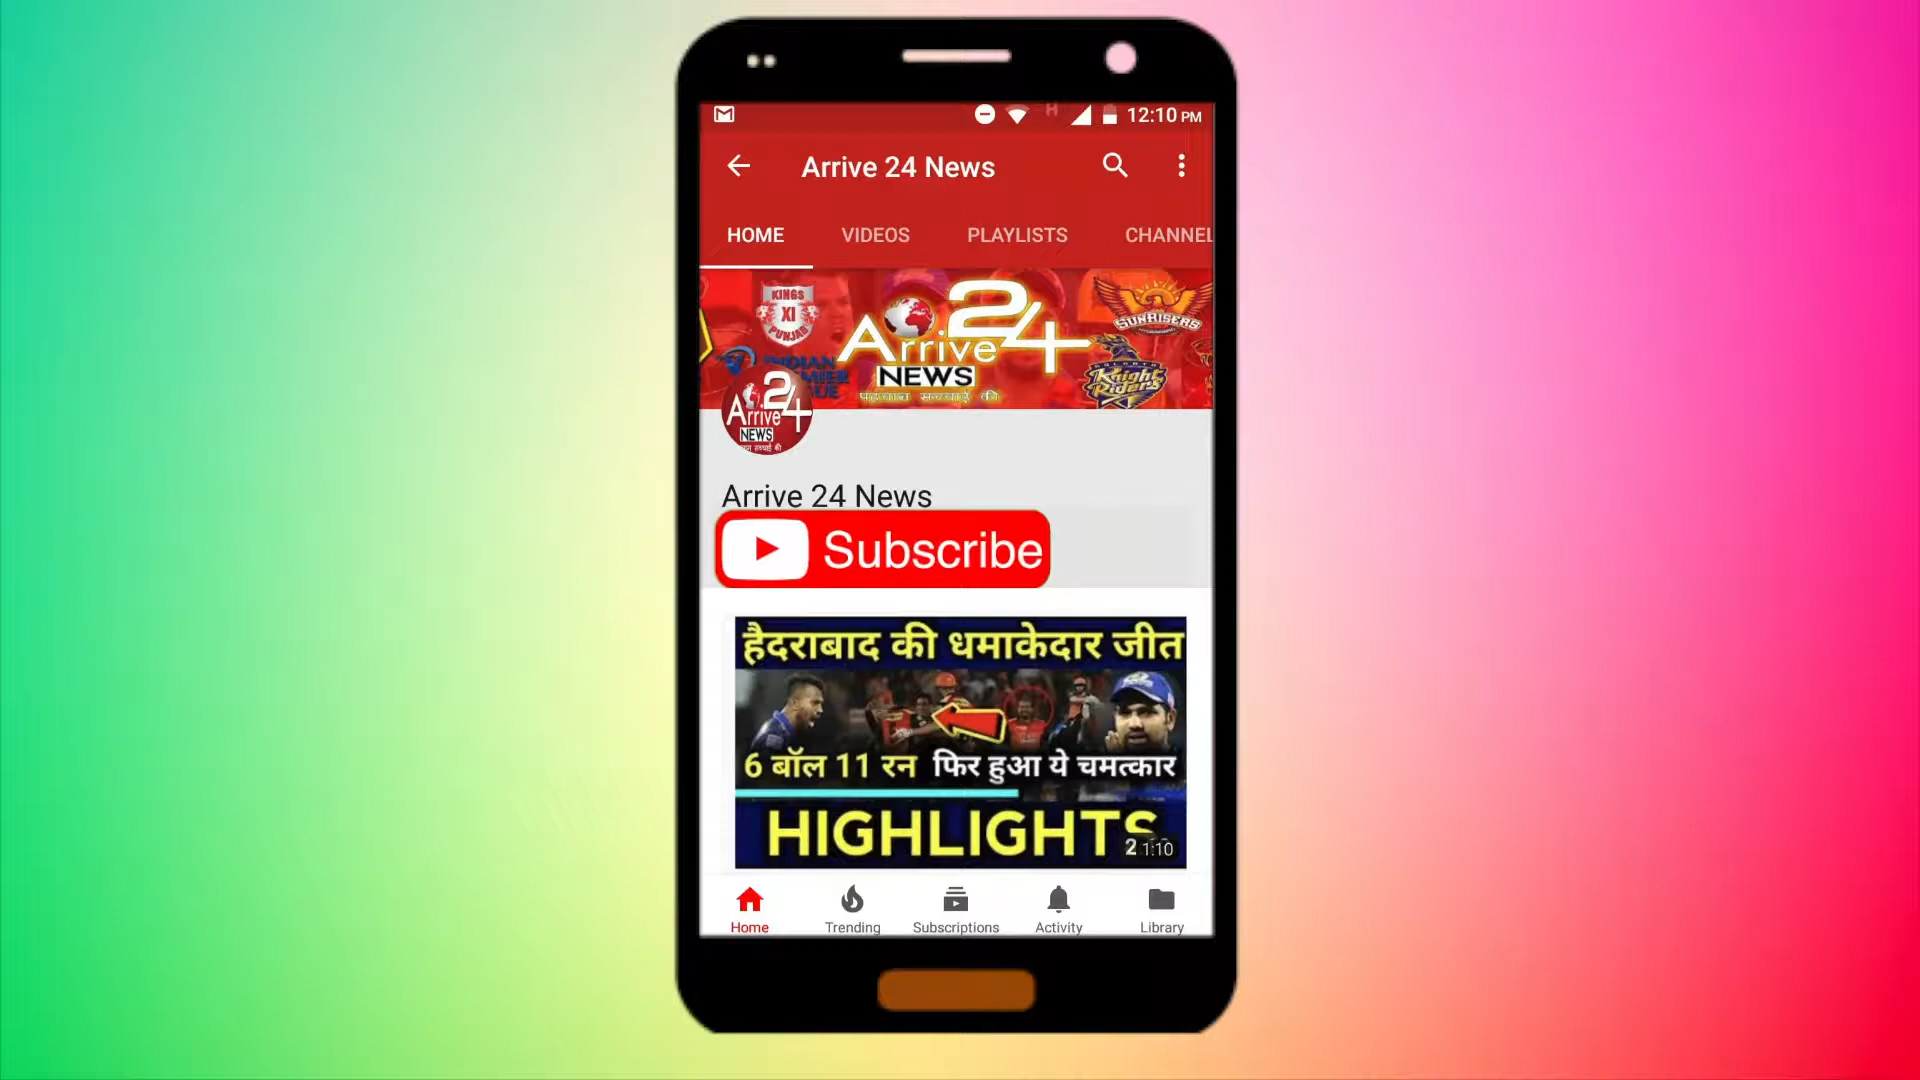 12:10 PM
Arrive 24 News
HOME VIDEOS PLAYLISTS CHANNEL
KINGS
XI
PUNJAB
INDIAN
24
Arrive
NEWS
SUNRISERS
Knight
Riders
24
Arrive
NEWS
Arrive 24 News
Subscribe
हैदराबाद की धमाकेदार जीत
6 बॉल 11 रन फिर हुआ ये चमत्कार
HIGHLIGHTS
1:10
Home Trending Subscriptions Activity Library